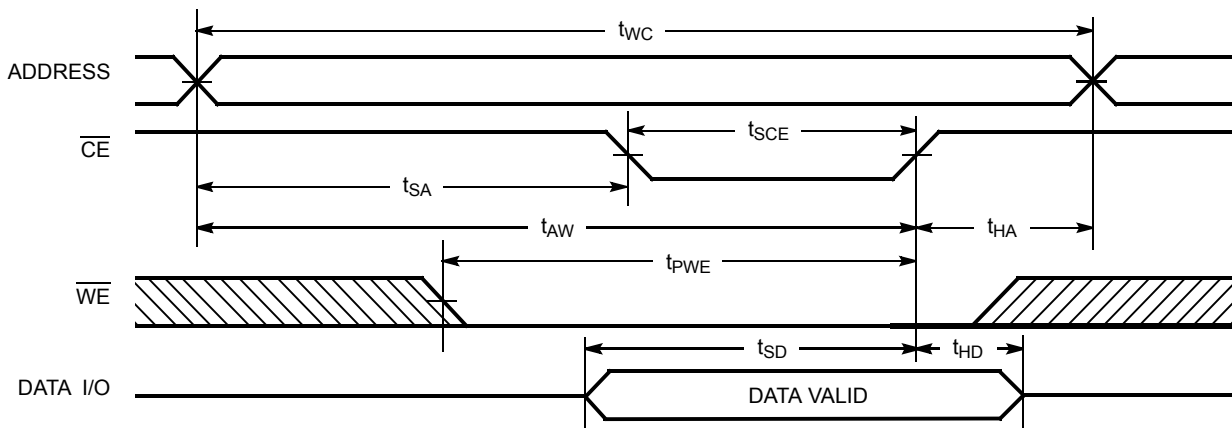 tWC
ADDRESS
CE
tSCE
tSA
tAW
tHA
tPWE
WE
tSD
tHD
DATA I/O
DATA VALID